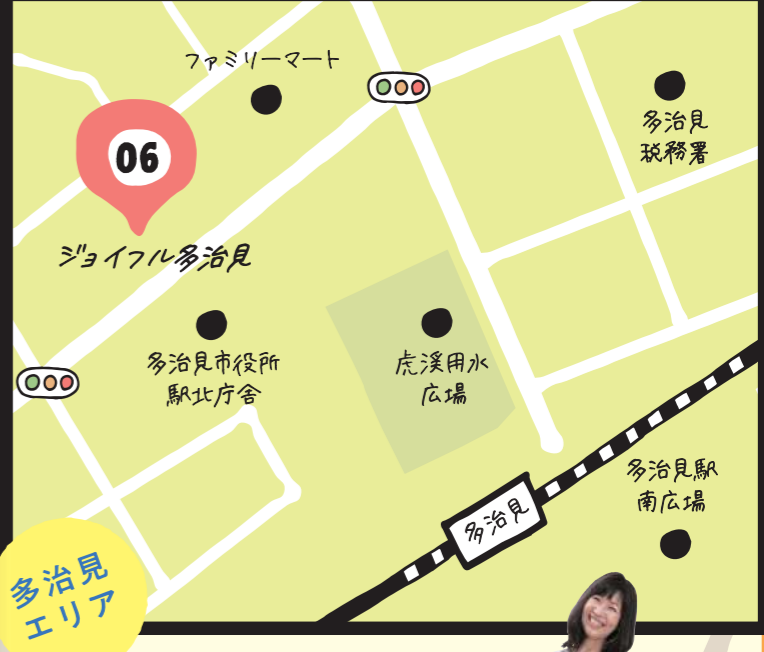 ファミリーマート
多治見
税務署
06
ジョイフル多治見
多治見市役所
駅北庁舎
虎渓用水
広場
多治見駅
南広場
多治見
多治見
エリア